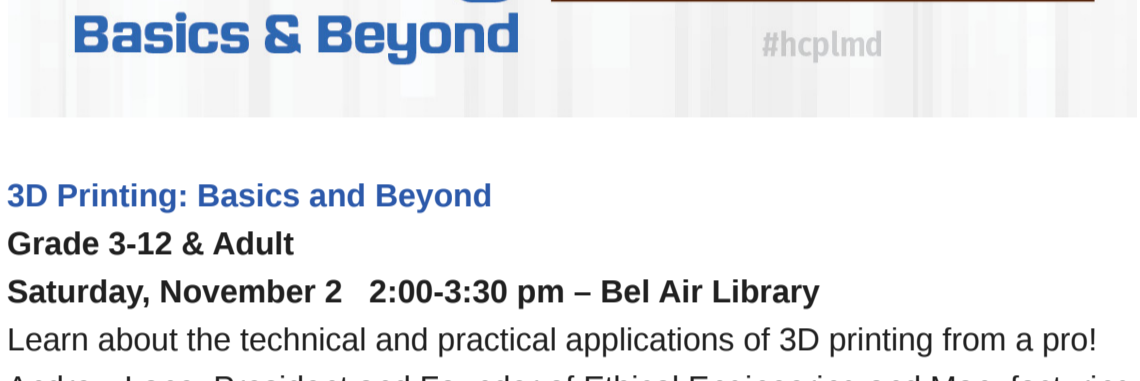 Basics & Beyond
#hcplmd
3D Printing: Basics and Beyond
Grade 3-12 & Adult
Saturday, November 2 2:00-3:30 pm – Bel Air Library
Learn about the technical and practical applications of 3D printing from a pro!